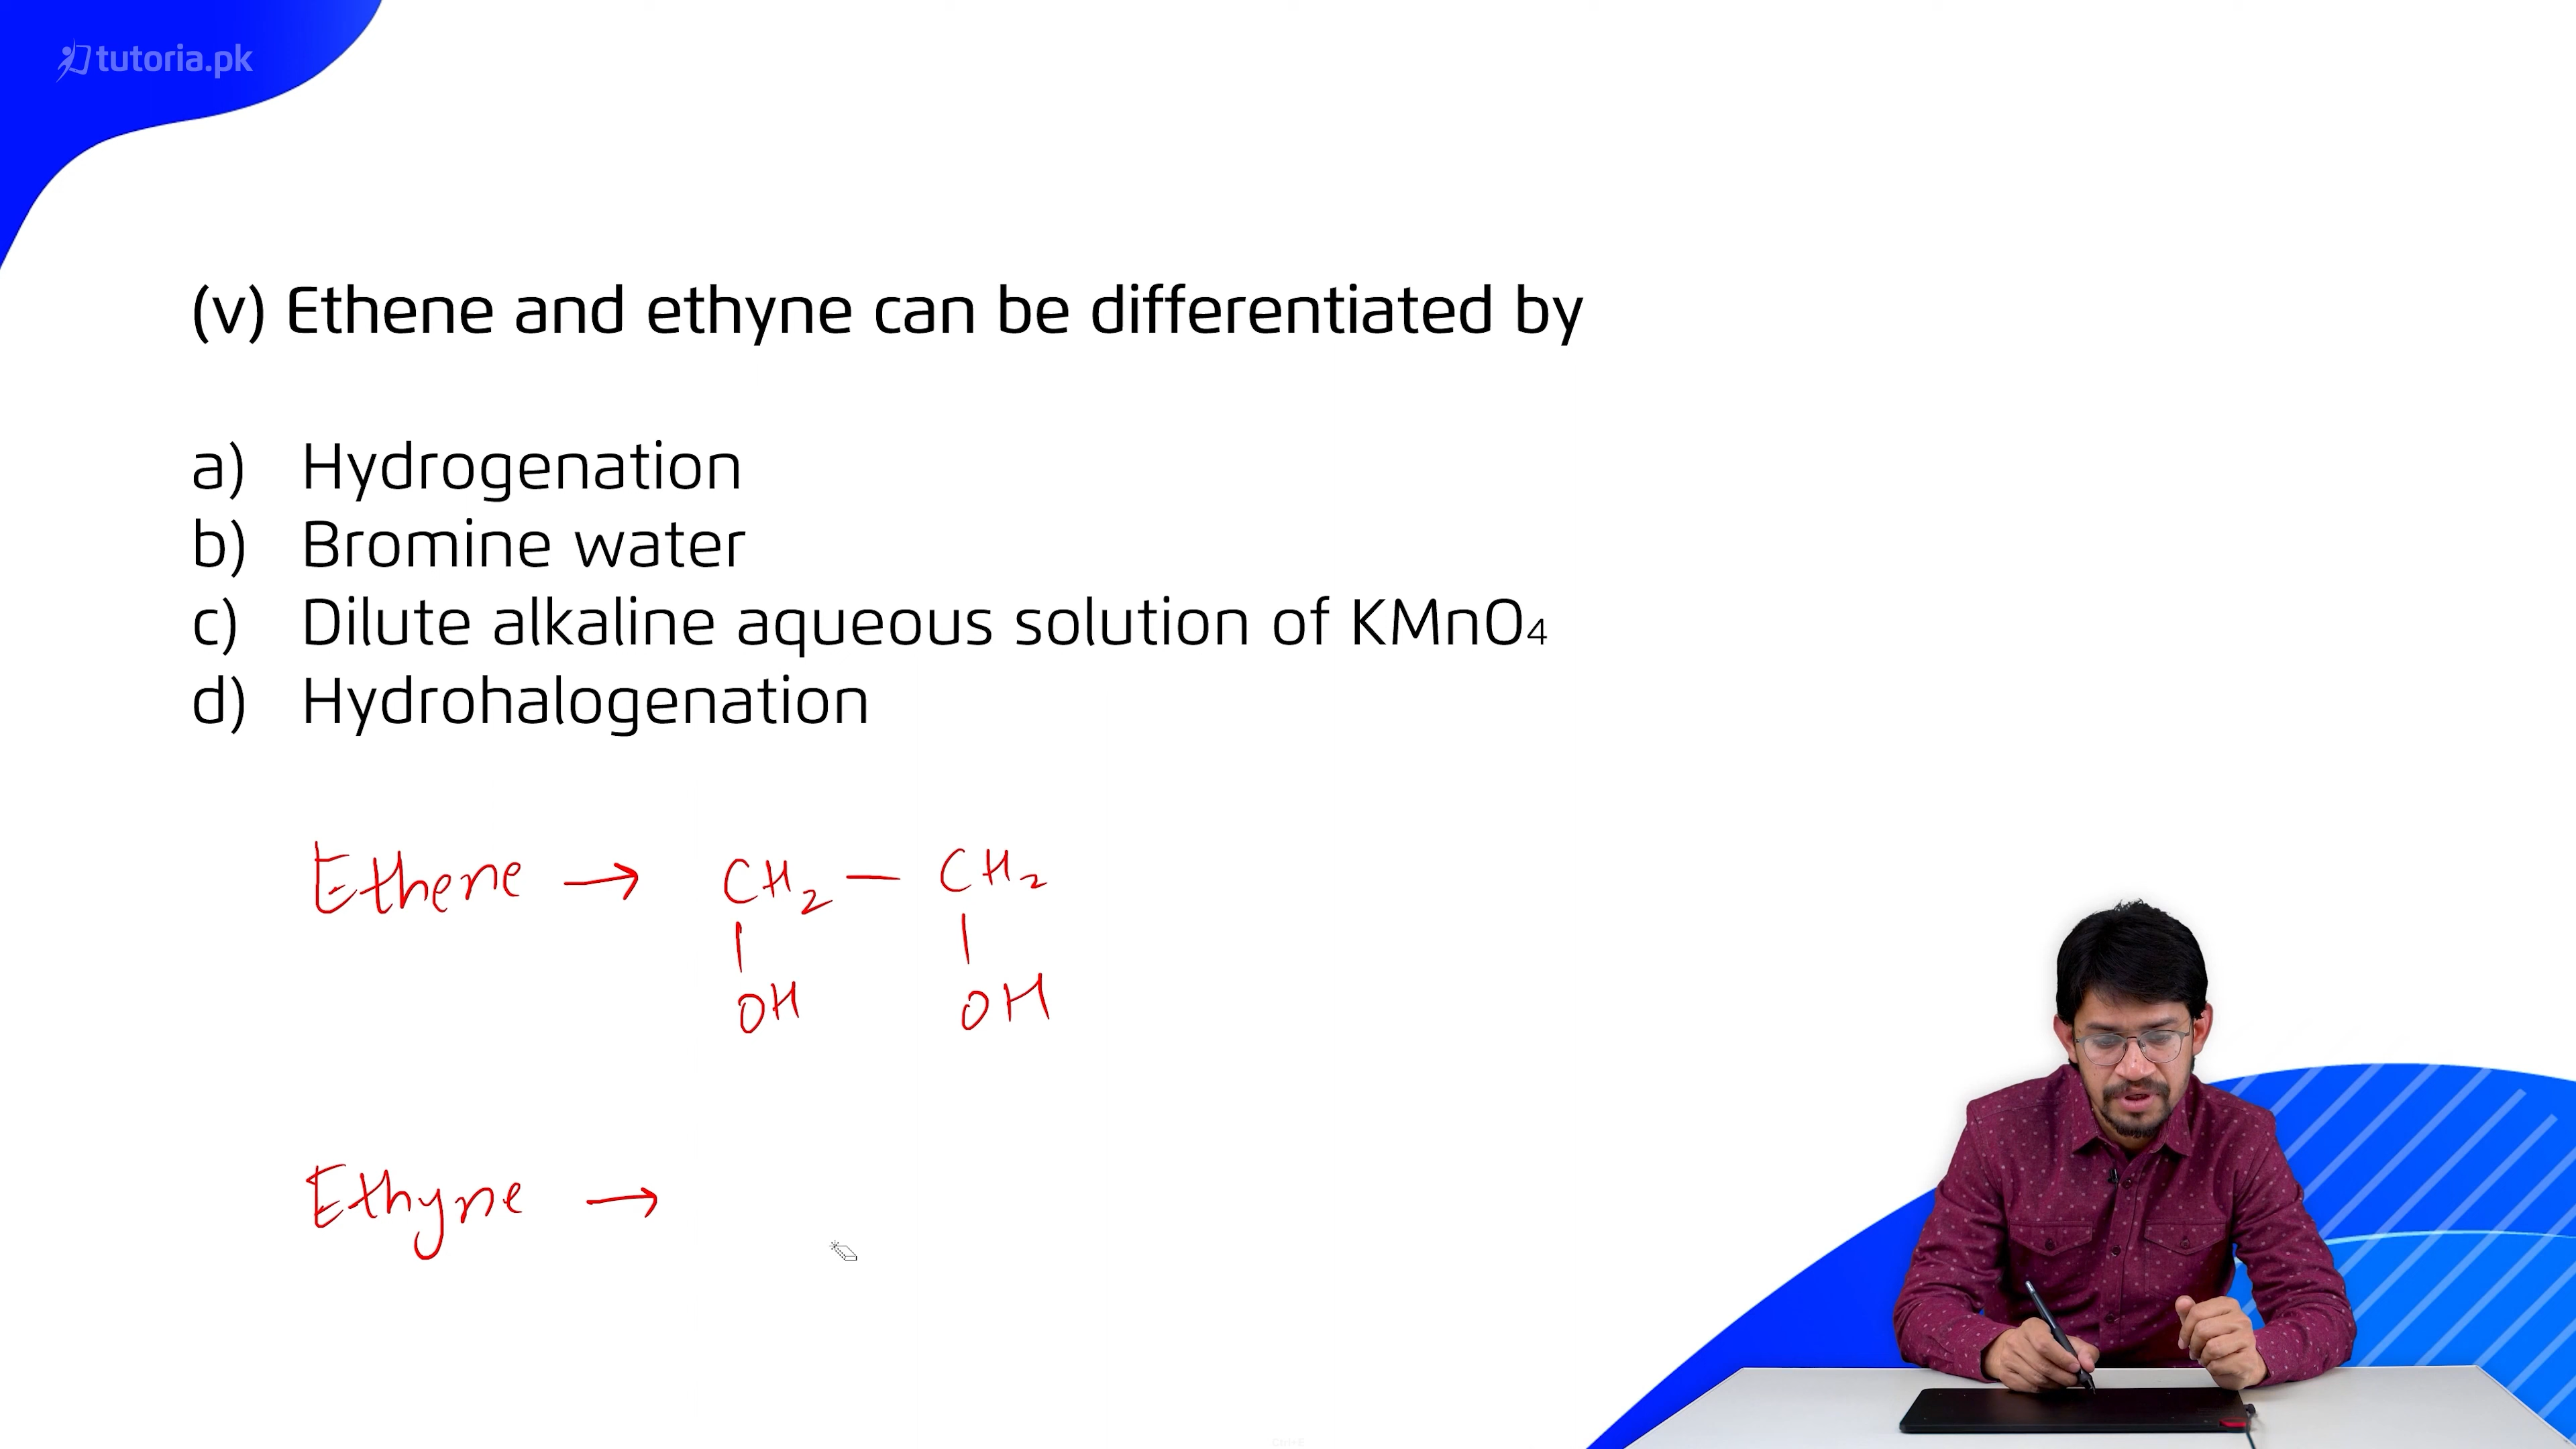 tutoria.pk
(v) Ethene and ethyne can be differentiated by
a) Hydrogenation
b) Bromine water
c) Dilute alkaline aqueous solution of KMnO₄
d) Hydrohalogenation
Ethene → CH₂ — CH₂
| |
OH OH
Ethyne →